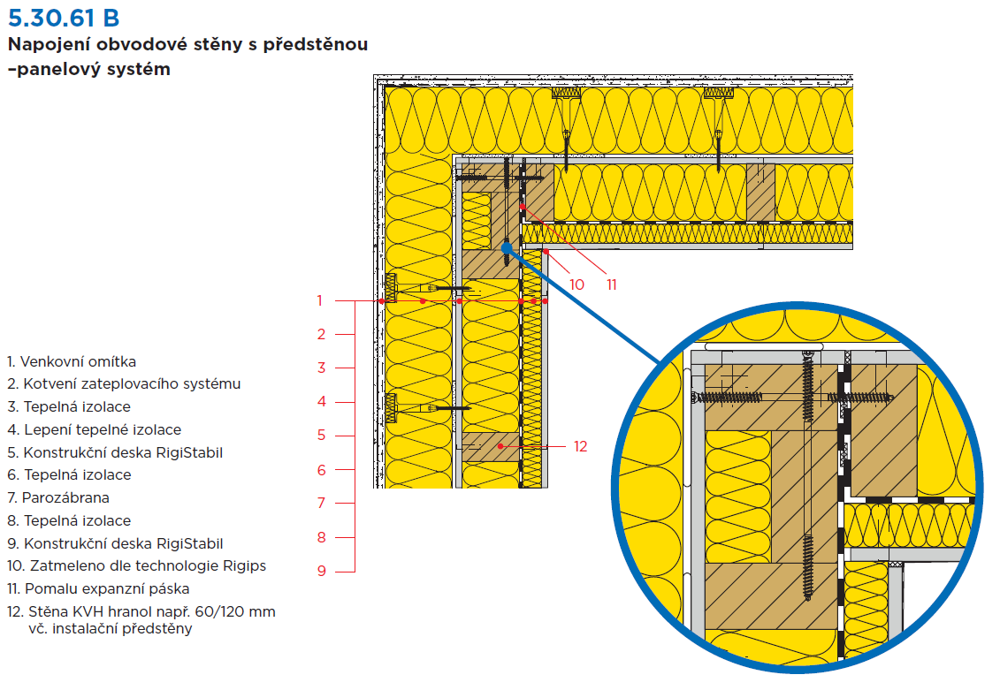 5.30.61 B
Napojení obvodové stěny s předstěnou
–panelový systém
10
11
1
2
3
4
5
6
7
8
9
12
1. Venkovní omítka
2. Kotvení zateplovacího systému
3. Tepelná izolace
4. Lepení tepelné izolace
5. Konstrukční deska RigiStabil
6. Tepelná izolace
7. Parozábrana
8. Tepelná izolace
9. Konstrukční deska RigiStabil
10. Zatmeleno dle technologie Rigips
11. Pomalu expanzní páska
12. Stěna KVH hranol např. 60/120 mm
vč. instalační předstěny